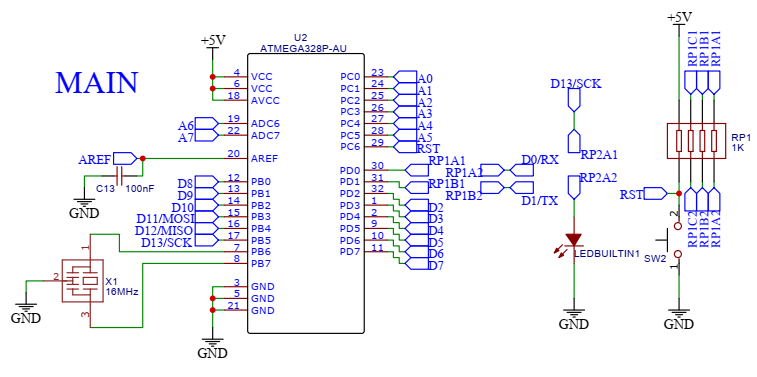 MAIN
+5V
U2
ATMEGA328P-AU
4 VCC
6 VCC
18 AVCC
A6 19 ADC6
A7 22 ADC7
AREF 20 AREF
C13 100nF
GND
D8 12 PB0
D9 13 PB1
D10 14 PB2
D11/MOSI 15 PB3
D12/MISO 16 PB4
D13/SCK 17 PB5
7 PB6
8 PB7
3 GND
5 GND
21 GND
GND
1
2
3
X1
16MHz
GND
PC0 23 A0
PC1 24 A1
PC2 25 A2
PC3 26 A3
PC4 27 A4
PC5 28 A5
PC6 29 RST
PD0 30 RP1A1
PD1 31 RP1B1
PD2 32 D2
PD3 1 D3
PD4 2 D4
PD5 9 D5
PD6 10 D6
PD7 11 D7
RP1A2 D0/RX
RP1B2 D1/TX
D13/SCK
RP2A1
RP2A2
LEDBUILTIN1
GND
+5V
RP1C1
RP1B1
RP1A1
RP1
1K
RST
RP1C2
RP1B2
RP1A2
2
SW2
1
GND